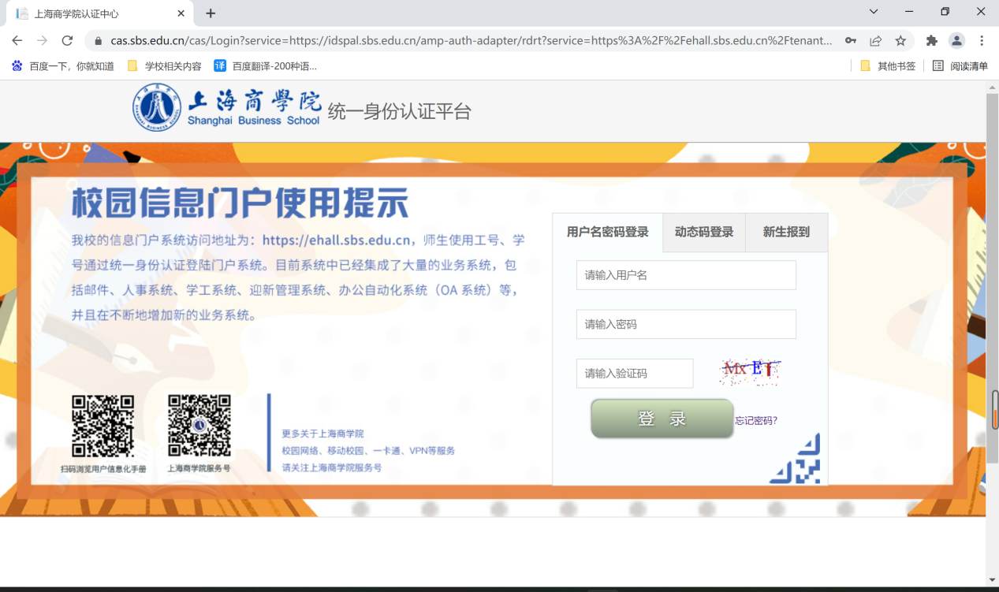 上海商学院认证中心
cas.sbs.edu.cn/cas/Login?service=https://idspal.sbs.edu.cn/amp-auth-adapter/rdrt?service=https%3A%2F%2Fehall.sbs.edu.cn%2Ftenant...
百度一下，你就知道
学校相关内容
译
百度翻译-200种语...
其他书签
阅读清单
上海商學院
Shanghai Business School
统一身份认证平台
校园信息门户使用提示
我校的信息门户系统访问地址为：https://ehall.sbs.edu.cn，师生使用工号、学
号通过统一身份认证登陆门户系统。目前系统中已经集成了大量的业务系统，包
括邮件、人事系统、学工系统、迎新管理系统、办公自动化系统（OA 系统）等，
并且在不断地增加新的业务系统。
扫码浏览用户信息化手册
上海商学院服务号
更多关于上海商学院
校园网络、移动校园、一卡通、VPN等服务
请关注上海商学院服务号
用户名密码登录
动态码登录
新生报到
请输入用户名
请输入密码
请输入验证码
登 录
忘记密码?